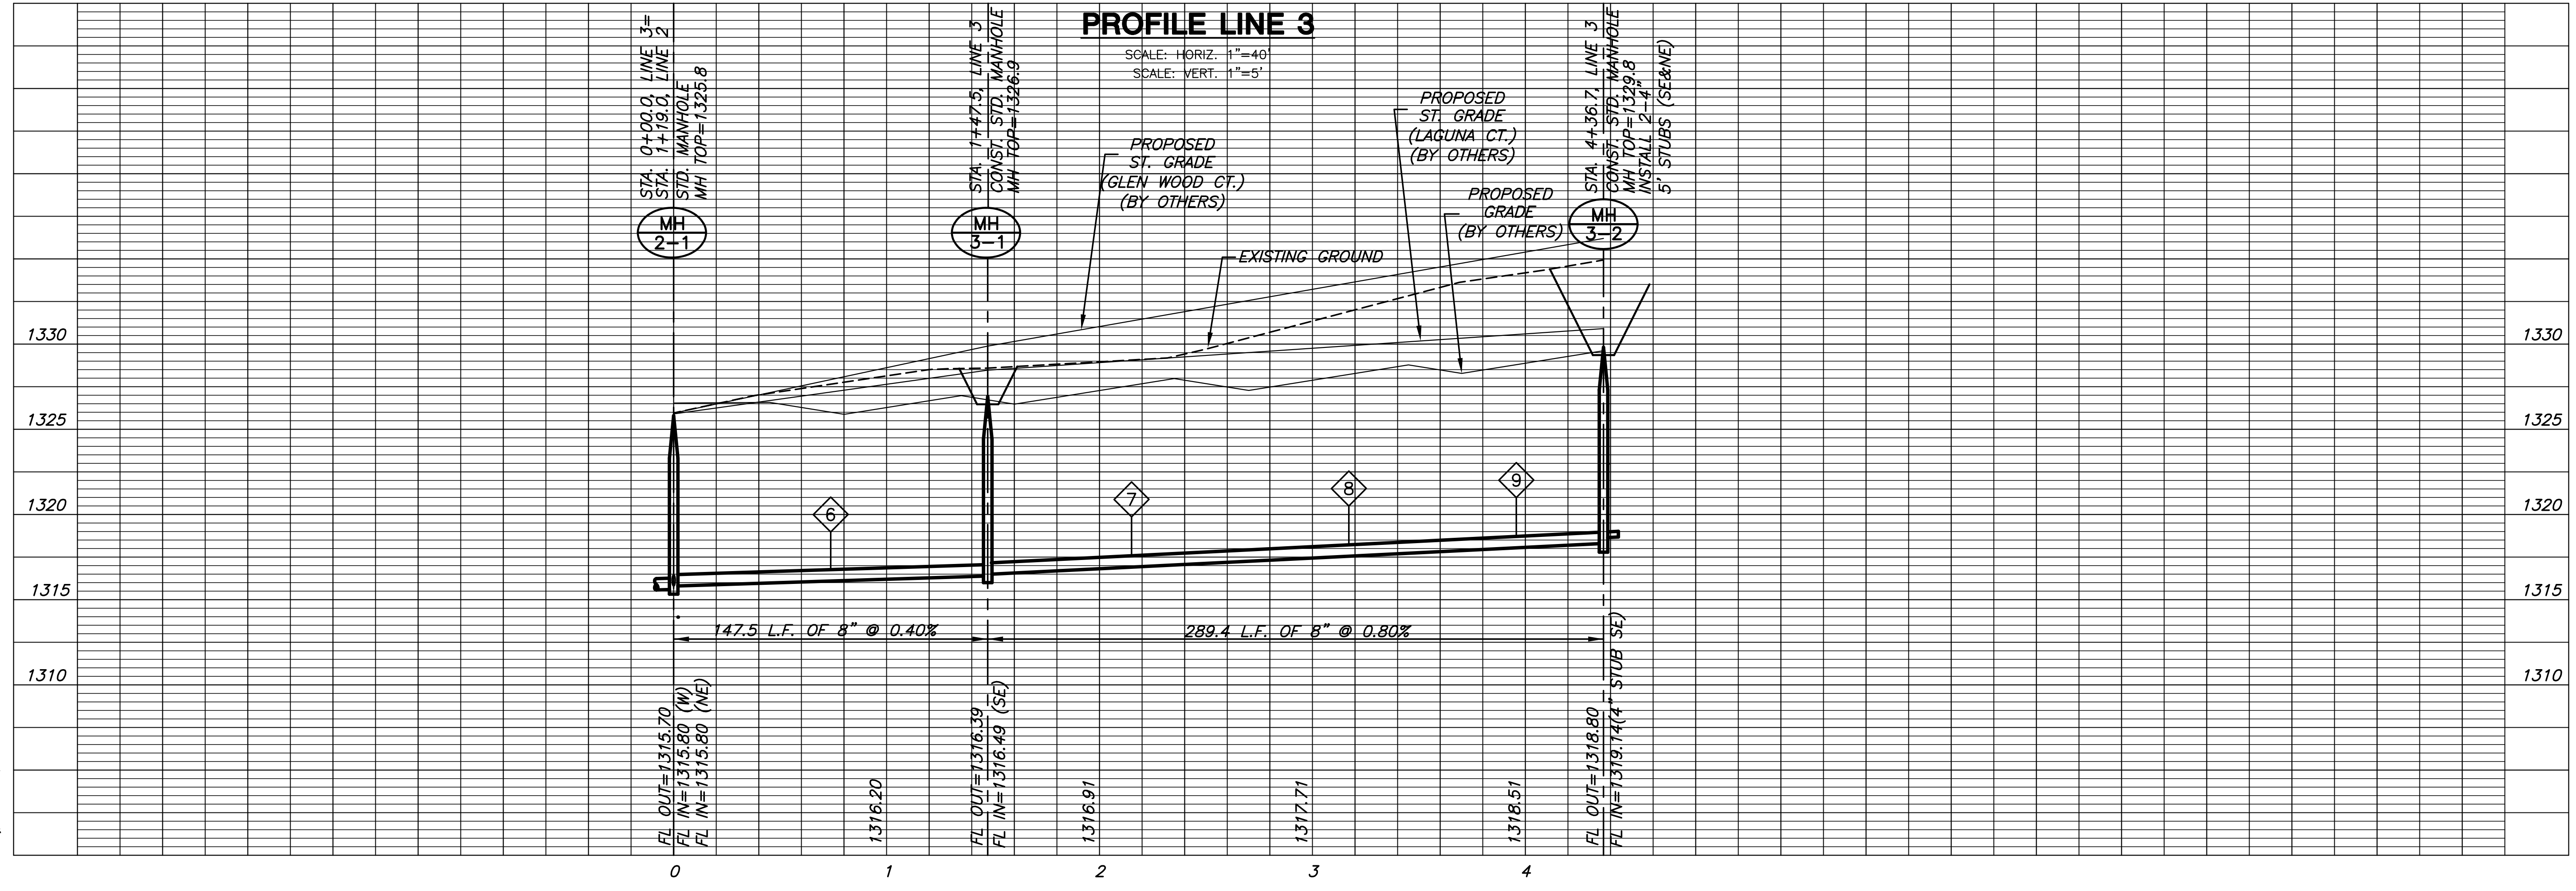 PROFILE LINE 3
SCALE: HORIZ. 1"=40'
SCALE: VERT. 1"=5'
STA. 0+00.0, LINE 3=
STA. 1+19.0, LINE 2
STD. MANHOLE
MH TOP=1325.8
STA. 1+47.5, LINE 3
CONST. STD. MANHOLE
MH TOP=1326.9
STA. 4+36.7, LINE 3
CONST. STD. MANHOLE
MH TOP=1329.8
INSTALL 2-4"
5' STUBS (SE&NE)
PROPOSED
ST. GRADE
(GLEN WOOD CT.)
(BY OTHERS)
PROPOSED
ST. GRADE
(LAGUNA CT.)
(BY OTHERS)
PROPOSED
GRADE
(BY OTHERS)
EXISTING GROUND
MH
2-1
MH
3-1
MH
3-2
1330
1330
1325
1325
1320
1320
1315
1315
1310
1310
6
7
8
9
147.5 L.F. OF 8" @ 0.40%
289.4 L.F. OF 8" @ 0.80%
FL OUT=1315.70
FL IN=1315.80 (W)
FL IN=1315.80 (NE)
1316.20
FL OUT=1316.39
FL IN=1316.49 (SE)
1316.91
1317.71
1318.51
FL OUT=1318.80
FL IN=1319.14(4" STUB SE)
0
1
2
3
4